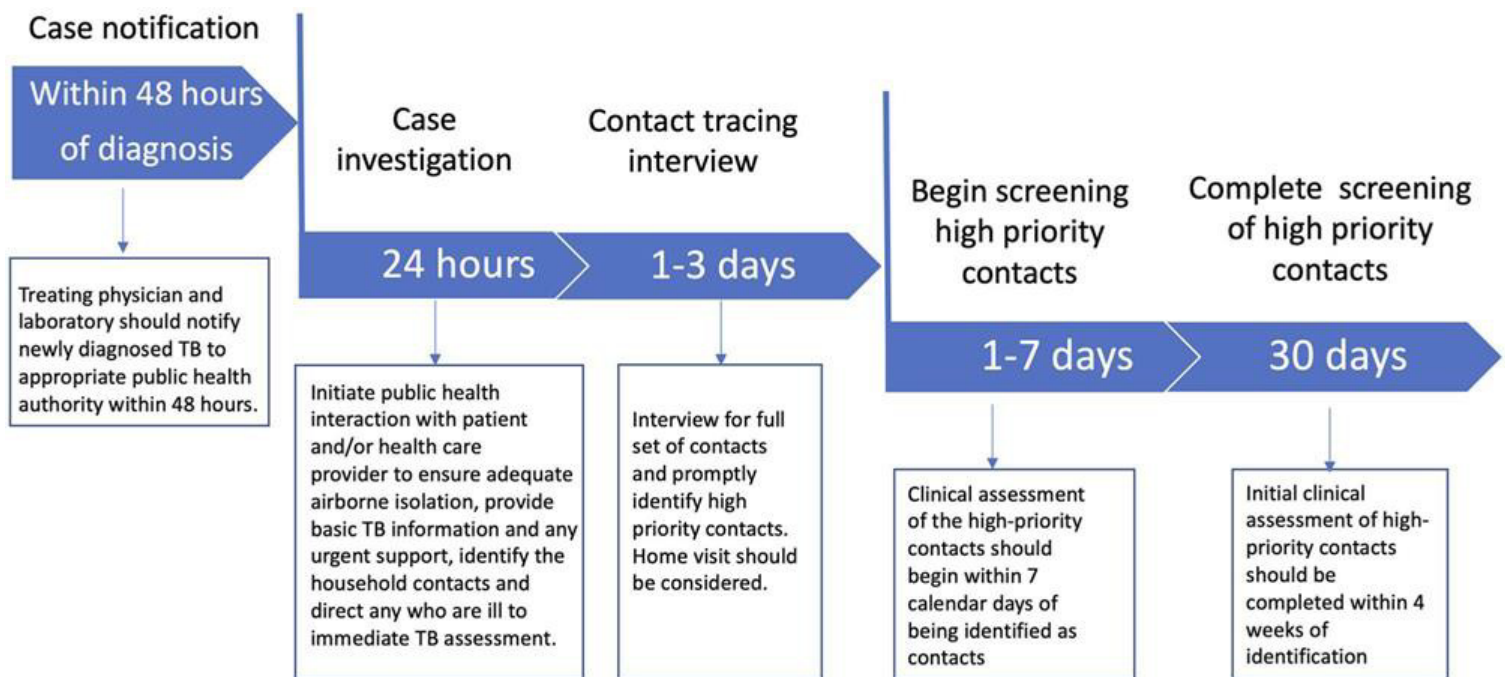 Case notification
Within 48 hours
of diagnosis
Treating physician and
laboratory should notify
newly diagnosed TB to
appropriate public health
authority within 48 hours.
Case
investigation
24 hours
Initiate public health
interaction with patient
and/or health care
provider to ensure adequate
airborne isolation, provide
basic TB information and any
urgent support, identify the
household contacts and
direct any who are ill to
immediate TB assessment.
Contact tracing
interview
1-3 days
Interview for full
set of contacts
and promptly
identify high
priority contacts.
Home visit should
be considered.
Begin screening
high priority
contacts
1-7 days
Clinical assessment
of the high-priority
contacts should
begin within 7
calendar days of
being identified as
contacts
Complete screening
of high priority
contacts
30 days
Initial clinical
assessment of high-
priority contacts
should be
completed within 4
weeks of
identification